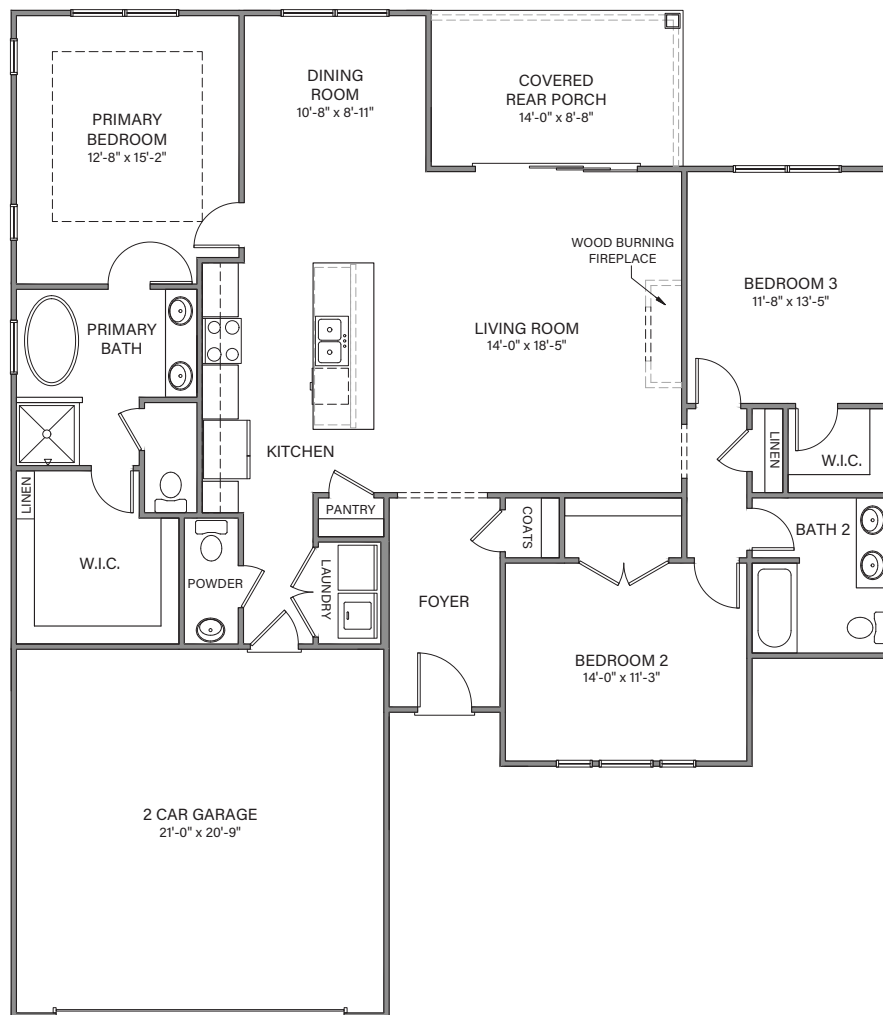 DINING
ROOM
10'-8" x 8'-11"
COVERED
REAR PORCH
14'-0" x 8'-8"
PRIMARY
BEDROOM
12'-8" x 15'-2"
WOOD BURNING
FIREPLACE
BEDROOM 3
11'-8" x 13'-5"
PRIMARY
BATH
LIVING ROOM
14'-0" x 18'-5"
KITCHEN
LINEN
W.I.C.
LINEN
PANTRY
COATS
BATH 2
W.I.C.
POWDER
LAUNDRY
FOYER
BEDROOM 2
14'-0" x 11'-3"
2 CAR GARAGE
21'-0" x 20'-9"